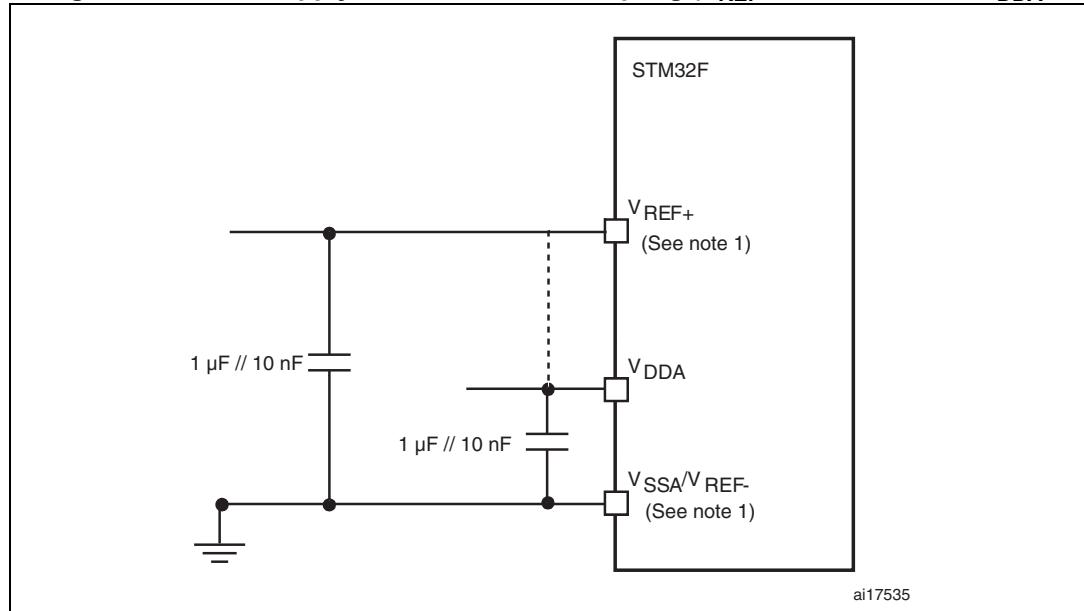 STM32F
VREF+
(See note 1)
1 µF // 10 nF
VDDA
1 µF // 10 nF
VSSA/VREF-
(See note 1)
ai17535